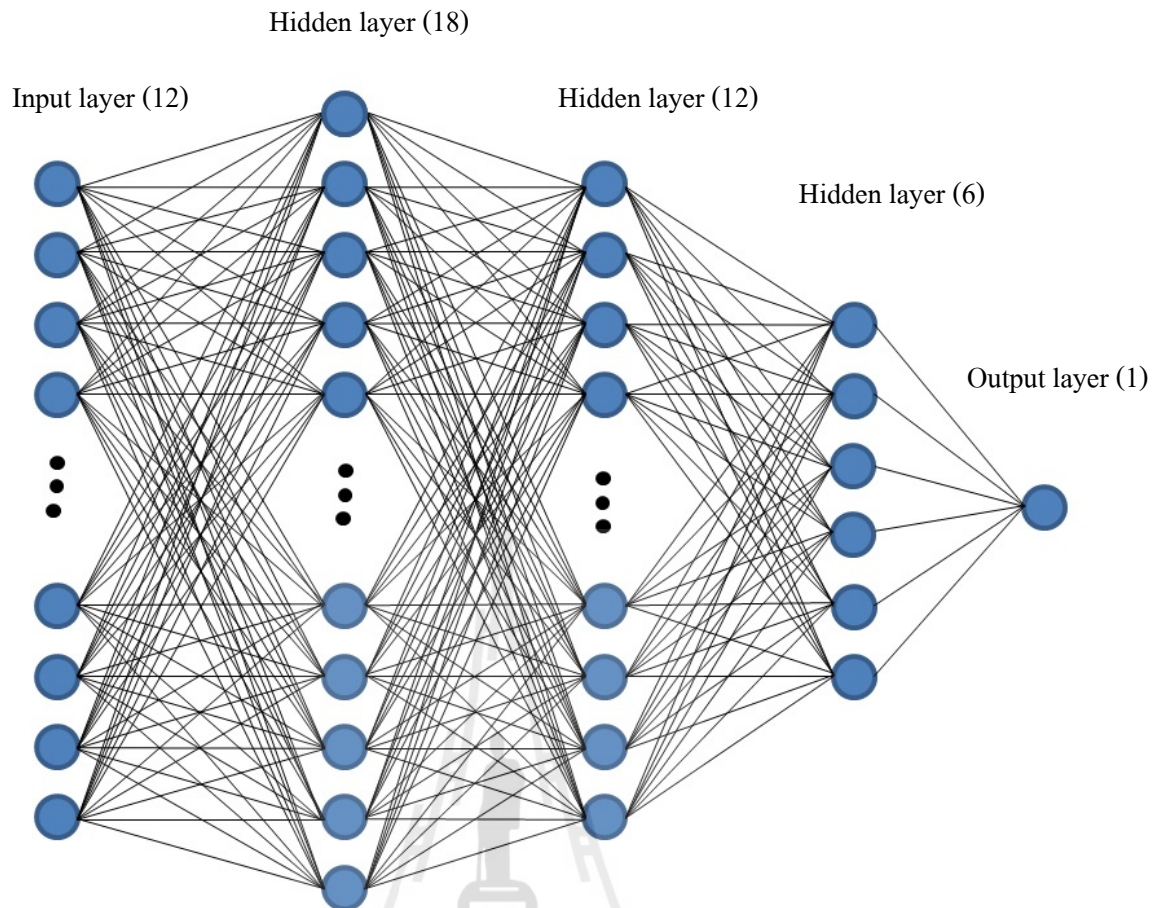 Hidden layer (18)
Input layer (12)
Hidden layer (12)
Hidden layer (6)
Output layer (1)